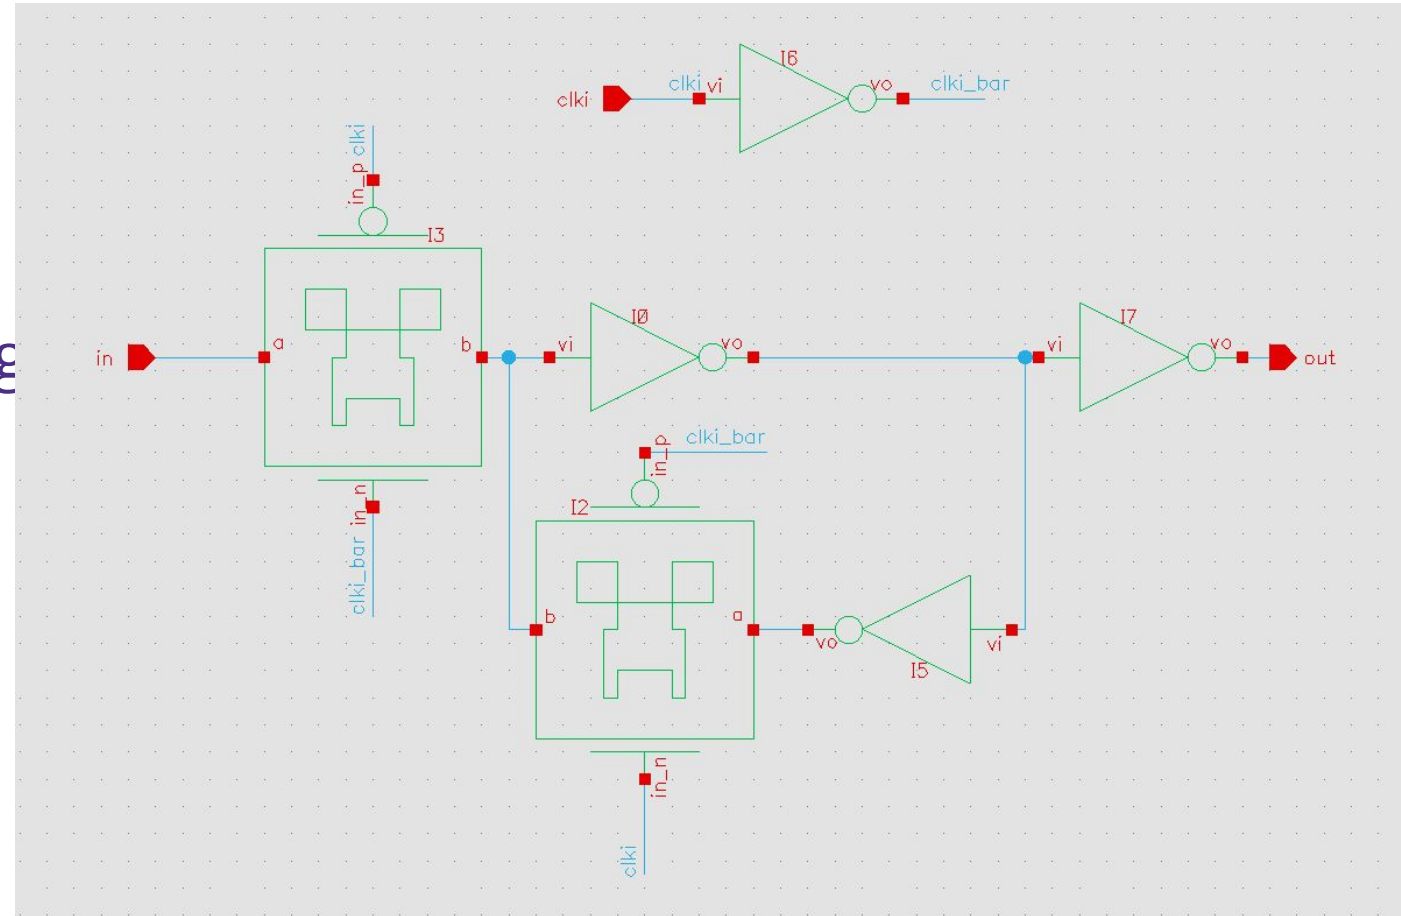 I6
clki
clki vi
vo
clki_bar
clki
in_p
I3
in
a
b
vi
I0
vo
vi
I7
vo
out
g
in_n
clki_bar
in_p
clki_bar
I2
b
a
vo
I5
vi
in_n
clki